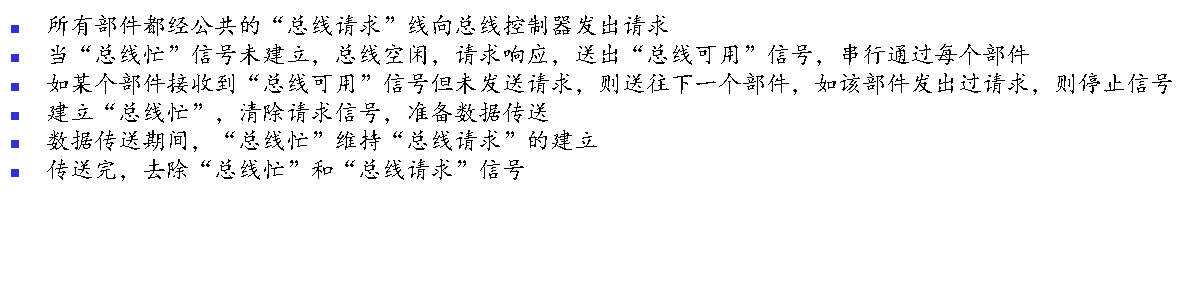 所有部件都经公共的“总线请求”线向总线控制器发出请求
当“总线忙”信号未建立，总线空闲，请求响应，送出“总线可用”信号，串行通过每个部件
如某个部件接收到“总线可用”信号但未发送请求，则送往下一个部件，如该部件发出过请求，则停止信号
建立“总线忙”，清除请求信号，准备数据传送
数据传送期间，“总线忙”维持“总线请求”的建立
传送完，去除“总线忙”和“总线请求”信号